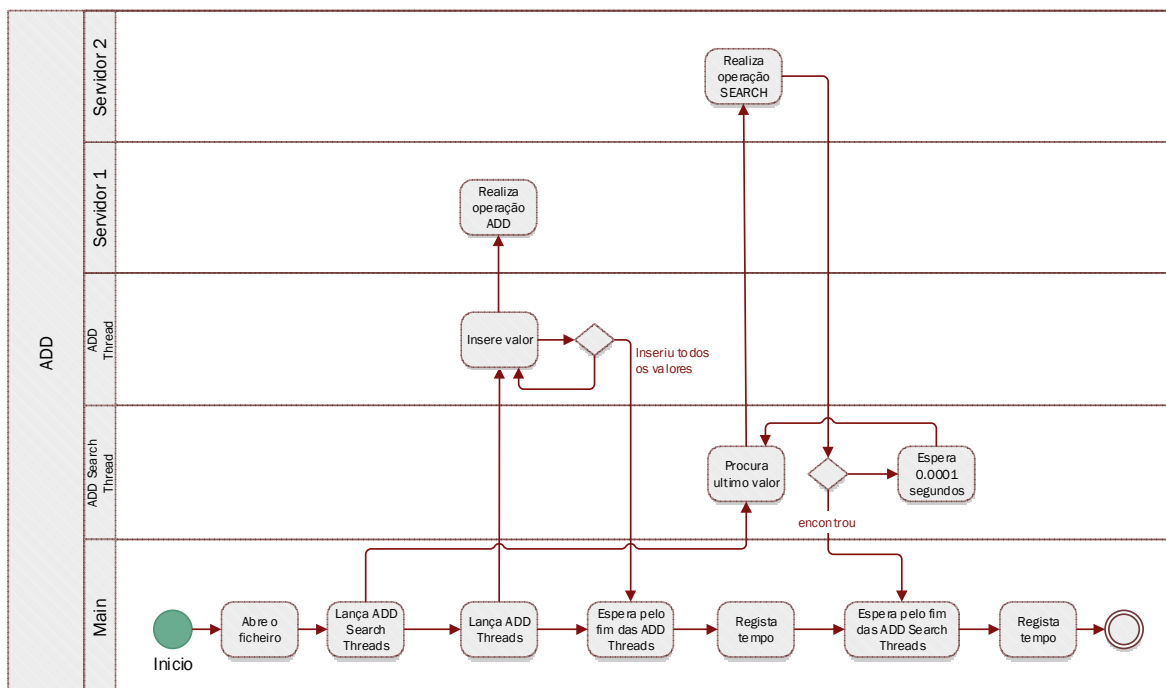 ADD
Servidor 2
Realiza
operação
SEARCH
Servidor 1
Realiza
operação
ADD
ADD
Thread
Insere valor
Inseriu todos
os valores
ADD Search
Thread
Procura
ultimo valor
Espera
0.0001
segundos
encontrou
Main
Inicio
Abre o
ficheiro
Lança ADD
Search
Threads
Lança ADD
Threads
Espera pelo
fim das ADD
Threads
Regista
tempo
Espera pelo fim
das ADD Search
Threads
Regista
tempo